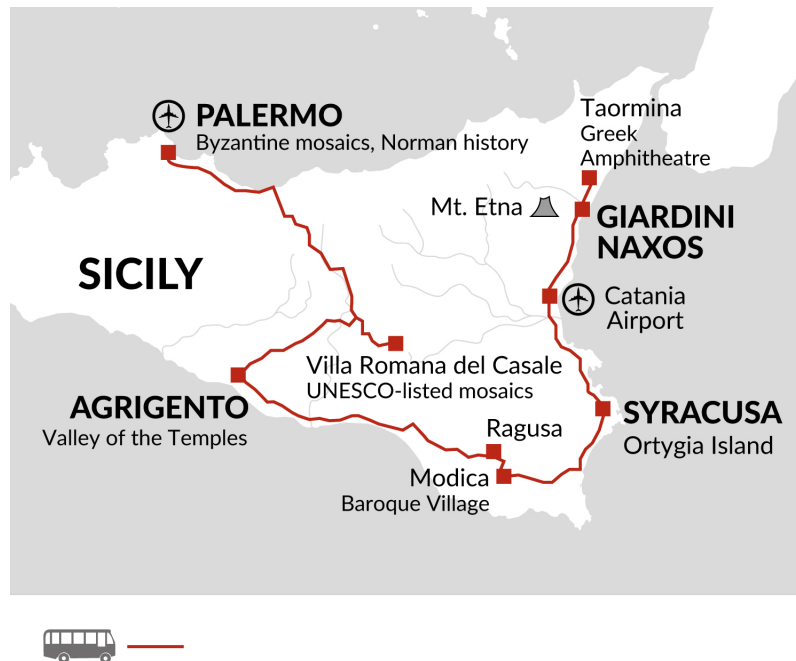 PALERMO
Byzantine mosaics, Norman history
Taormina
Greek
Amphitheatre
Mt. Etna
GIARDINI
NAXOS
SICILY
Catania
Airport
Villa Romana del Casale
UNESCO-listed mosaics
AGRIGENTO
Valley of the Temples
SYRACUSA
Ortygia Island
Ragusa
Modica
Baroque Village